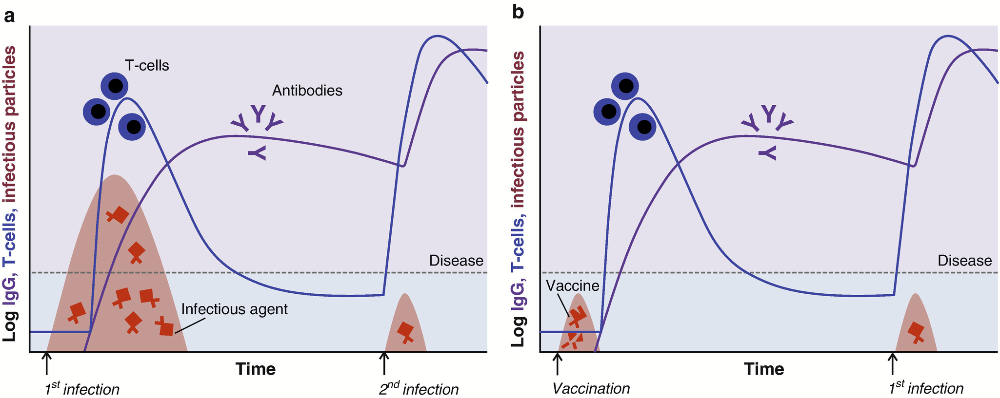 a
Log IgG, T-cells, infectious particles
T-cells
Antibodies
Disease
Infectious agent
Time
1st infection
2nd infection
b
Log IgG, T-cells, infectious particles
Disease
Vaccine
Time
Vaccination
1st infection